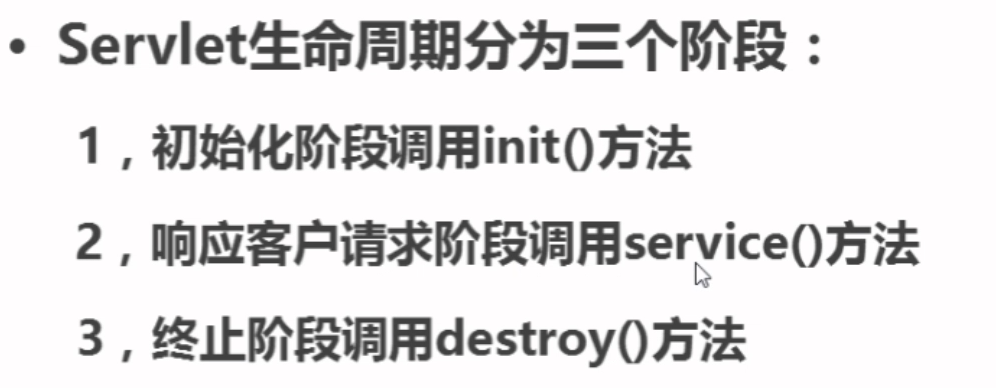 • Servlet生命周期分为三个阶段：
1，初始化阶段调用init()方法
2，响应客户请求阶段调用service()方法
3，终止阶段调用destroy()方法